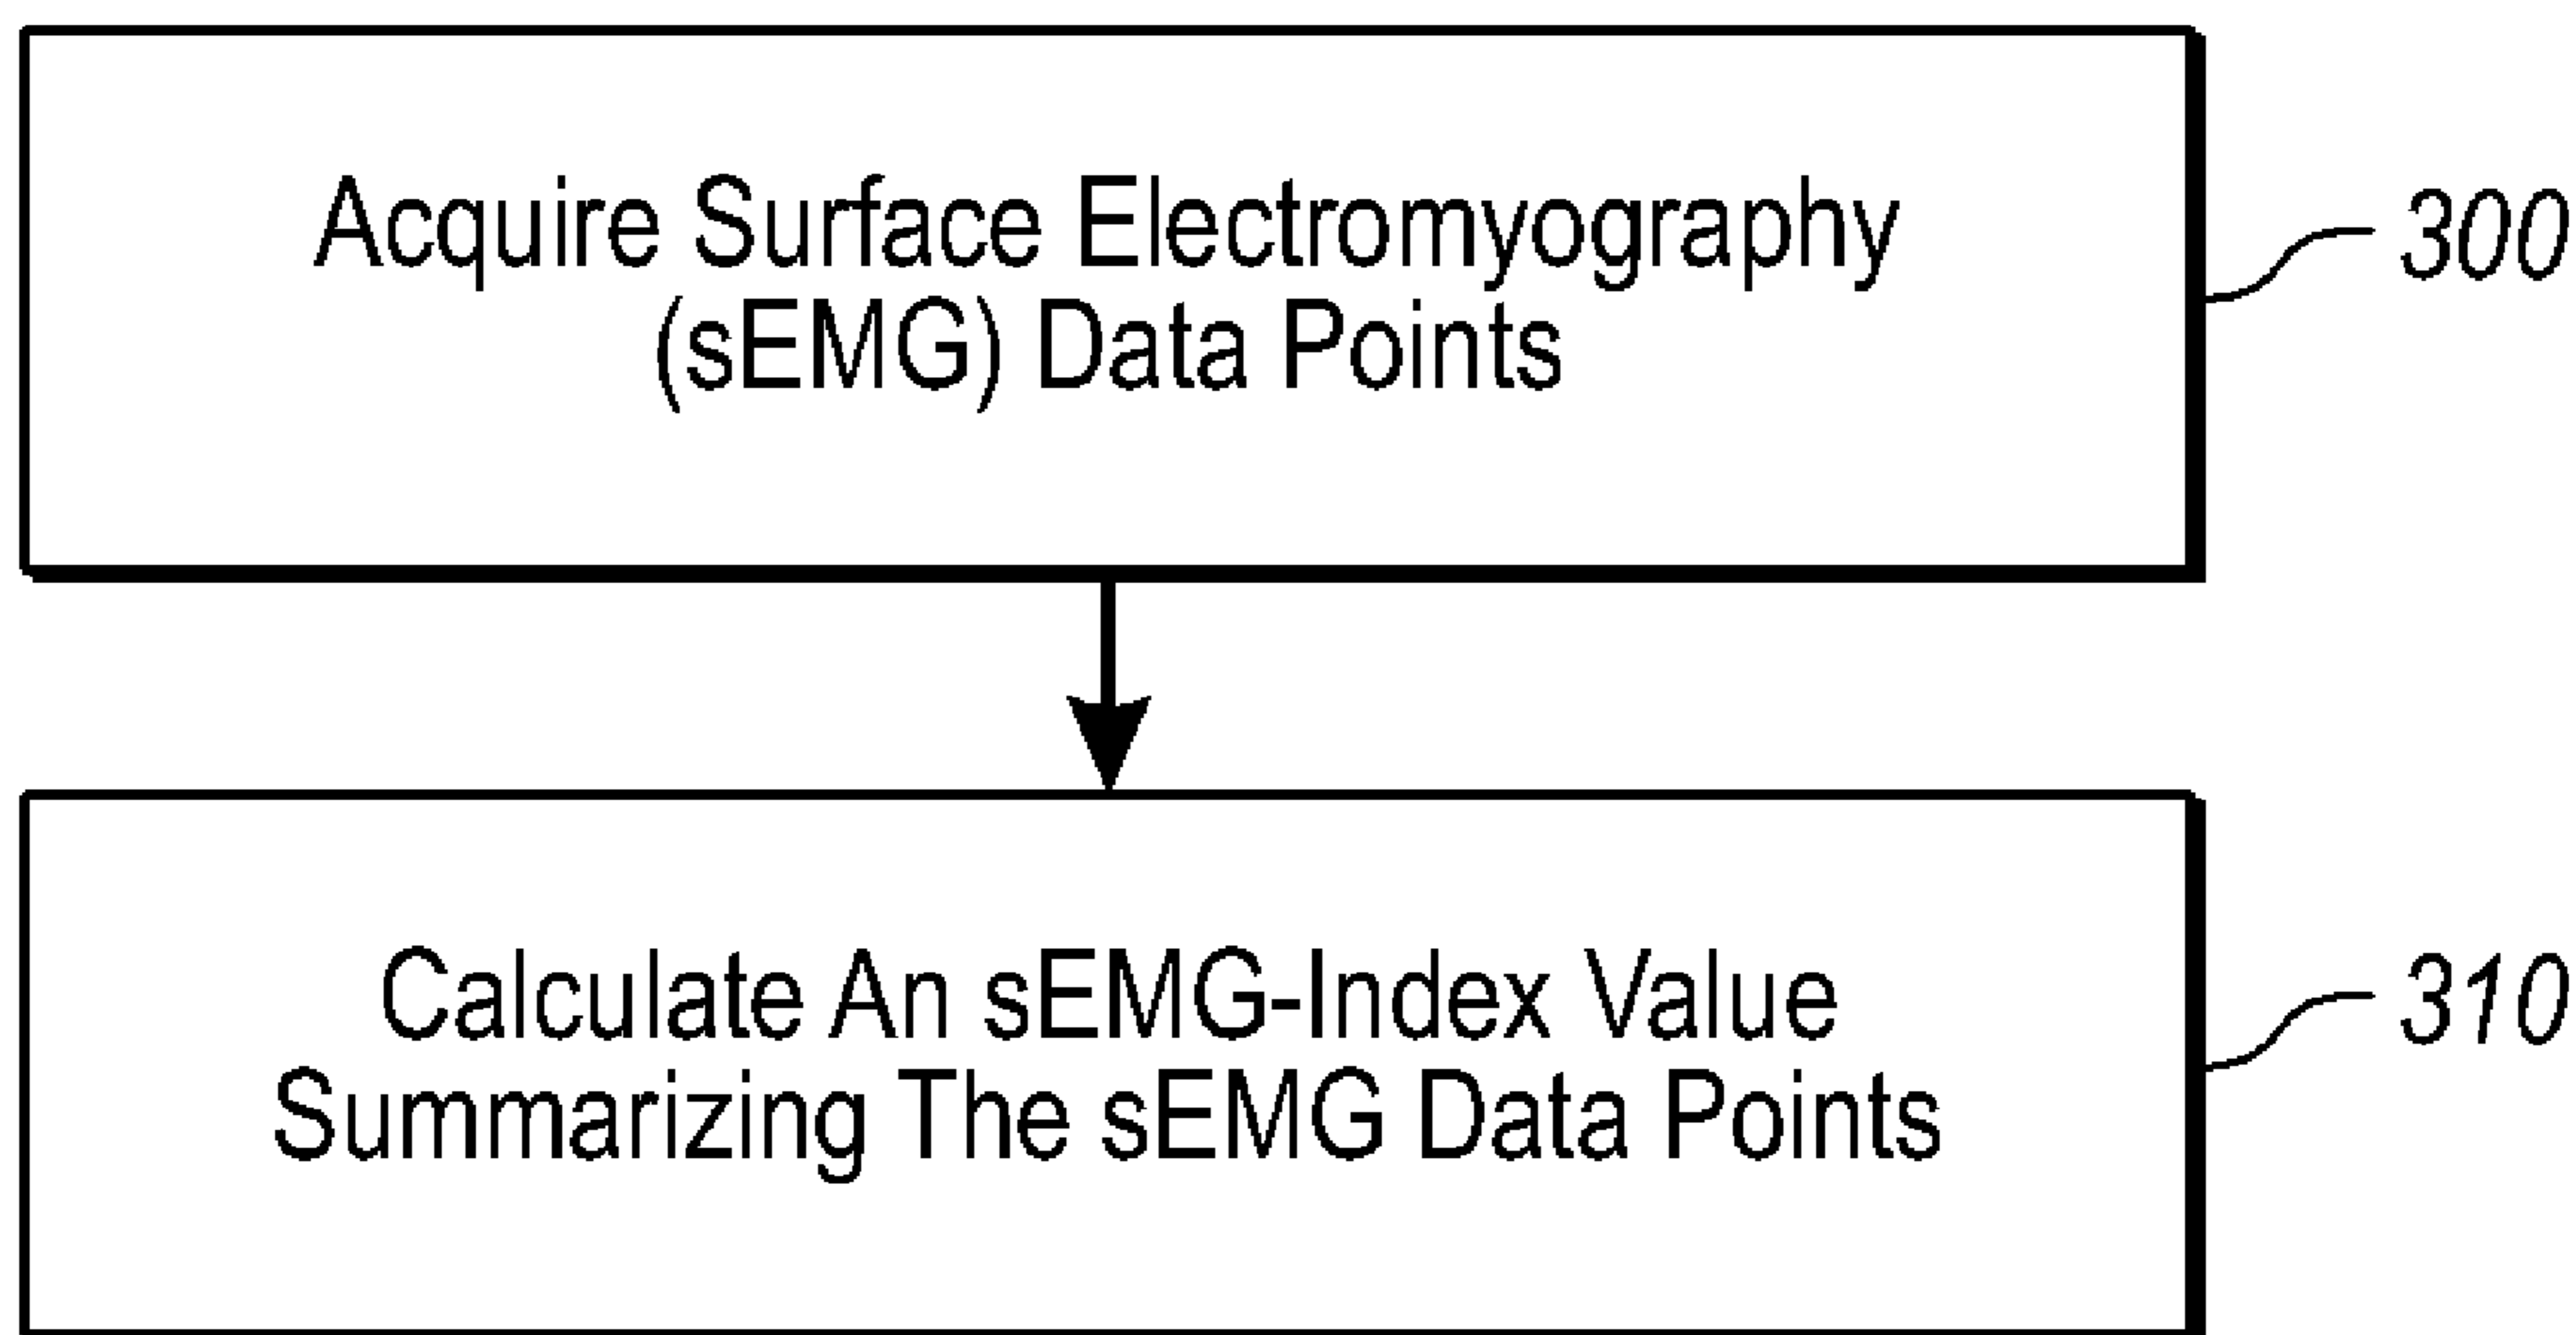 Acquire Surface Electromyography
(sEMG) Data Points
300
Calculate An sEMG-Index Value
Summarizing The sEMG Data Points
310